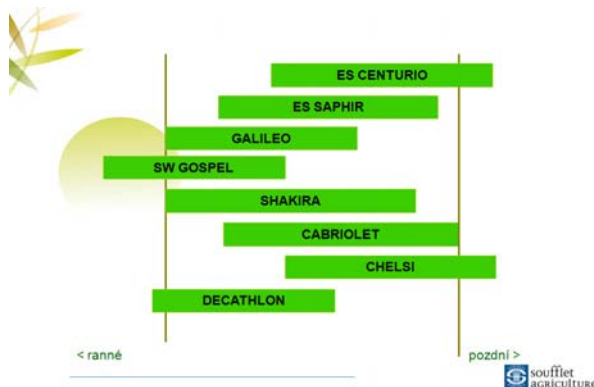 ES CENTURIO
ES SAPHIR
GALILEO
SW GOSPEL
SHAKIRA
CABRIOLET
CHELSI
DECATHLON
< ranné
pozdní >
soufflet
AGRICULTURE